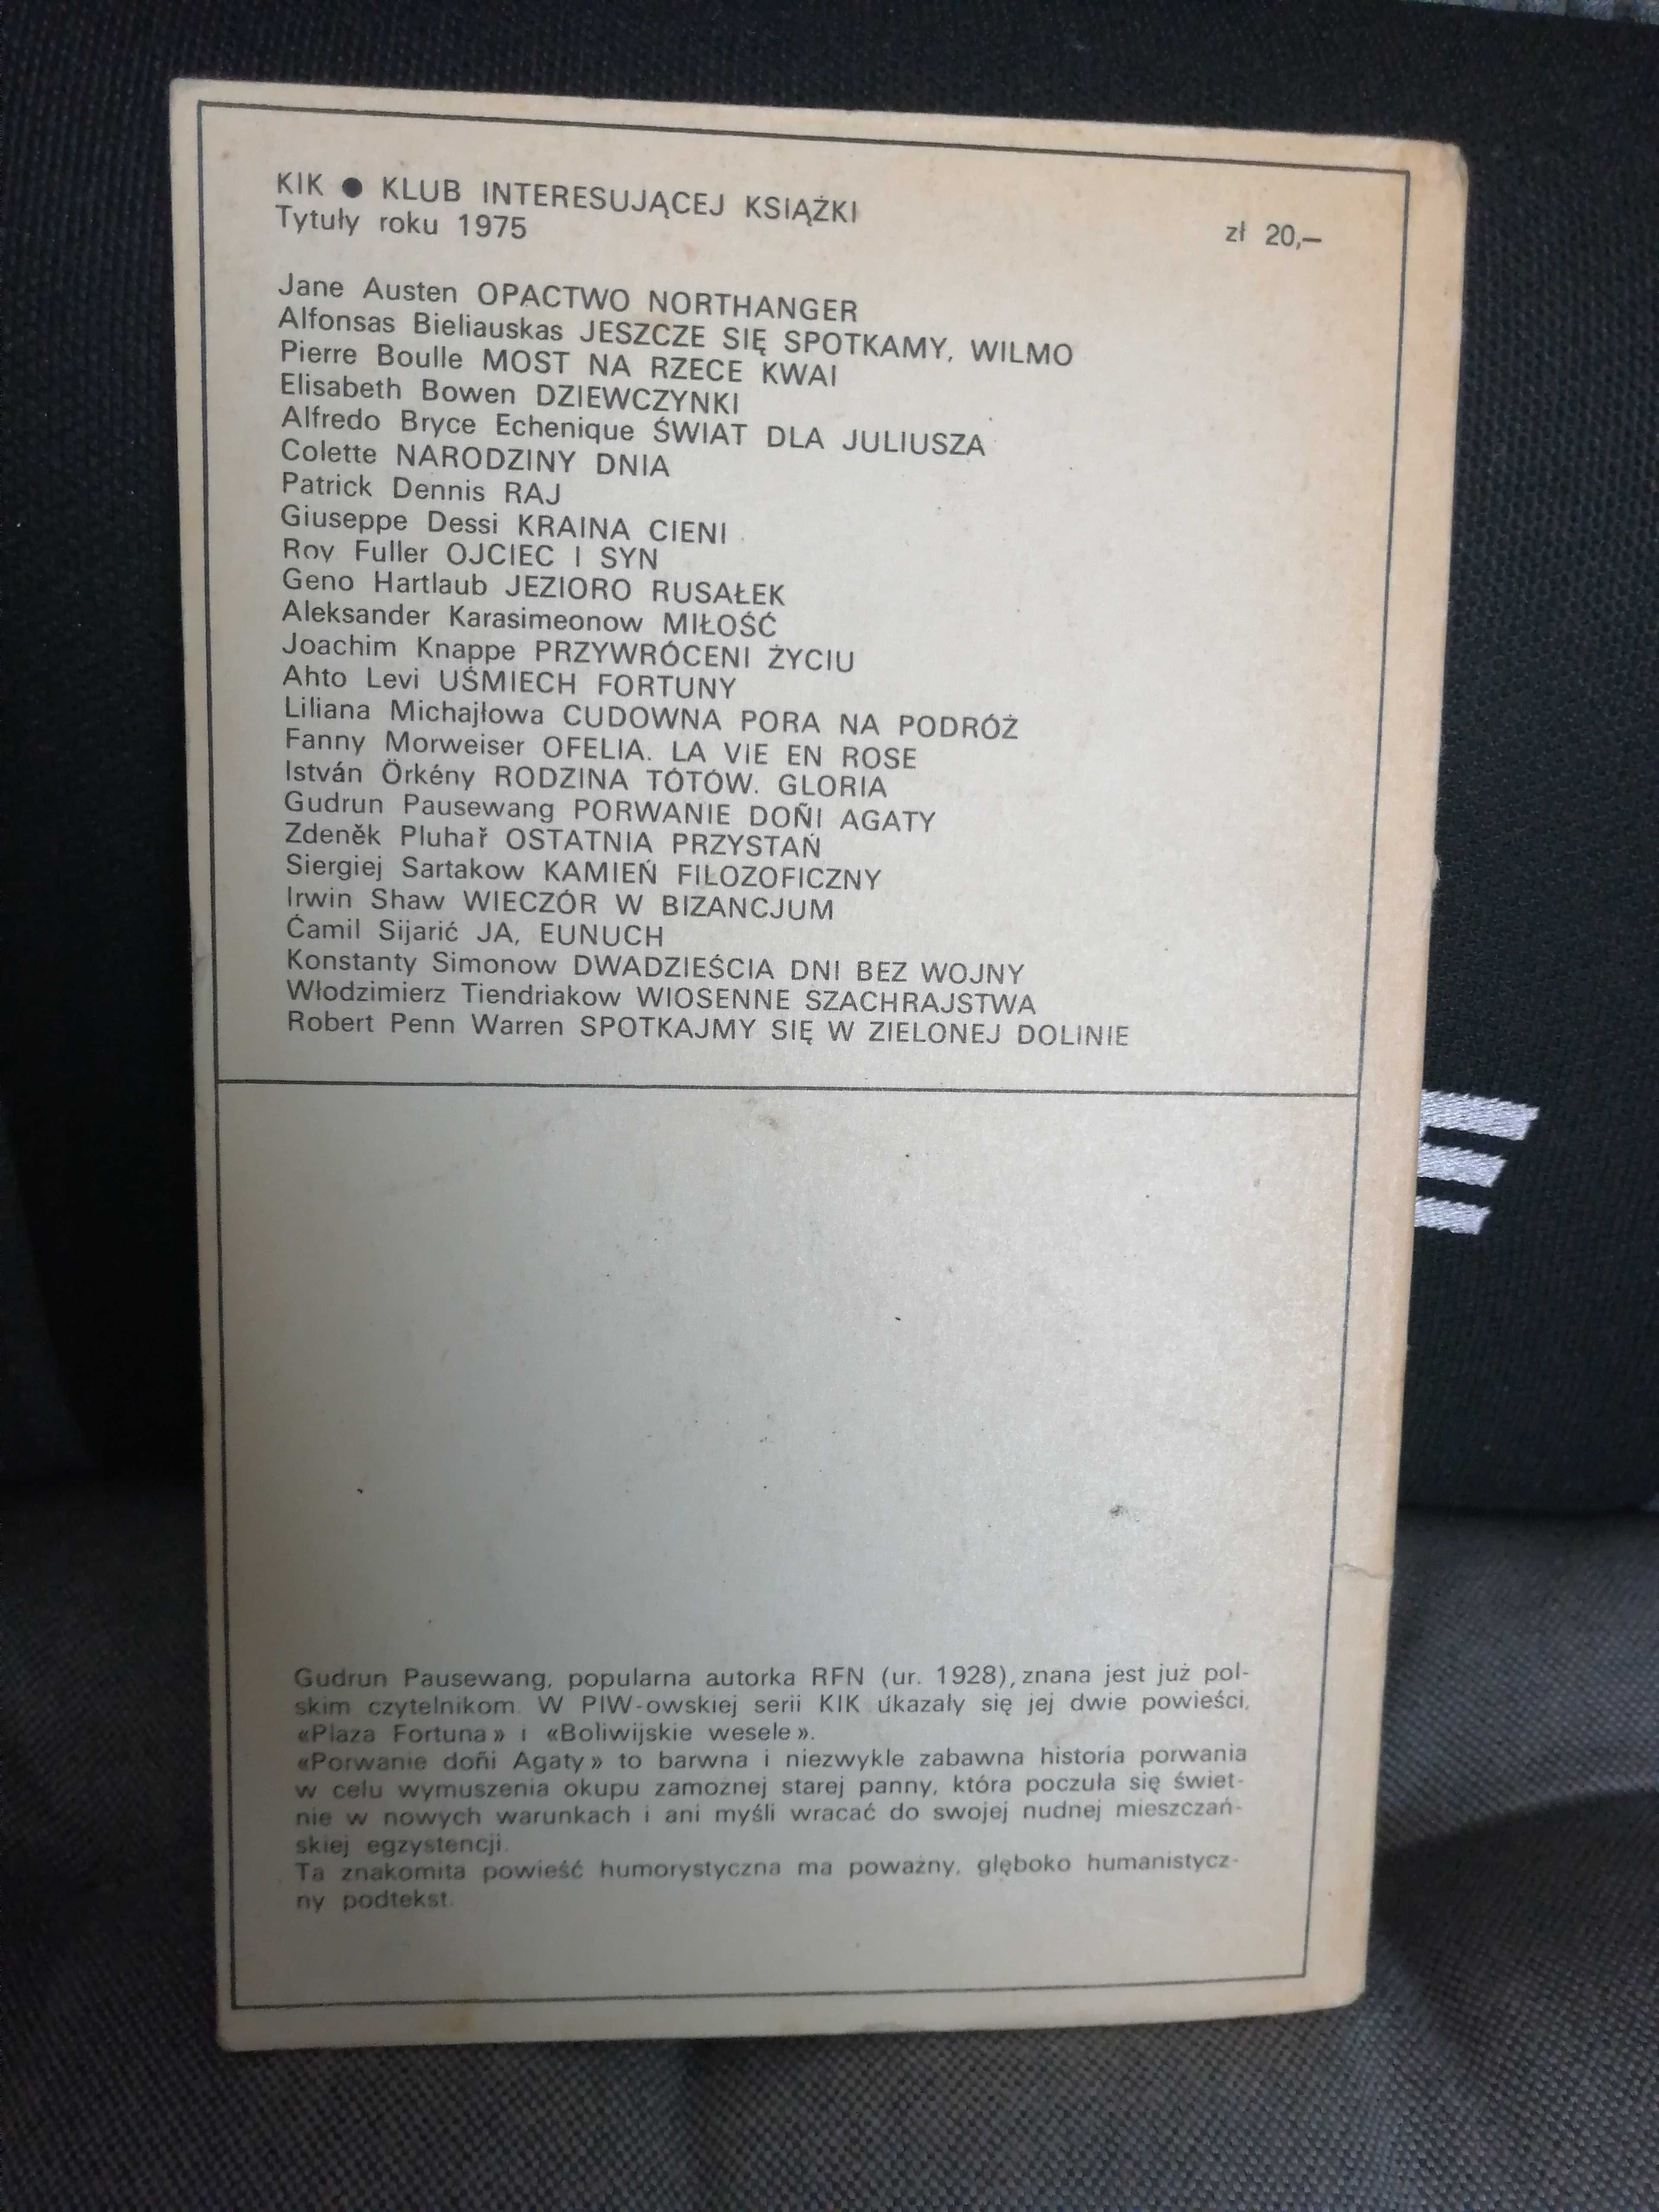 KIK ● KLUB INTERESUJĄCEJ KSIĄŻKI
Tytuły roku 1975
zł 20,—
Jane Austen OPACTWO NORTHANGER
Alfonsas Bieliauskas JESZCZE SIĘ SPOTKAMY, WILMO
Pierre Boulle MOST NA RZECE KWAI
Elisabeth Bowen DZIEWCZYNKI
Alfredo Bryce Echenique ŚWIAT DLA JULIUSZA
Colette NARODZINY DNIA
Patrick Dennis RAJ
Giuseppe Dessi KRAINA CIENI
Roy Fuller OJCIEC I SYN
Geno Hartlaub JEZIORO RUSAŁEK
Aleksander Karasimeonow MIŁOŚĆ
Joachim Knappe PRZYWRÓCENI ŻYCIU
Ahto Levi UŚMIECH FORTUNY
Liliana Michajłowa CUDOWNA PORA NA PODRÓŻ
Fanny Morweiser OFELIA. LA VIE EN ROSE
István Örkény RODZINA TÓTÓW. GLORIA
Gudrun Pausewang PORWANIE DOÑI AGATY
Zdeněk Pluhař OSTATNIA PRZYSTAŃ
Siergiej Sartakow KAMIEŃ FILOZOFICZNY
Irwin Shaw WIECZÓR W BIZANCJUM
Ćamil Sijarić JA, EUNUCH
Konstanty Simonow DWADZIEŚCIA DNI BEZ WOJNY
Włodzimierz Tiendriakow WIOSENNE SZACHRAJSTWA
Robert Penn Warren SPOTKAJMY SIĘ W ZIELONEJ DOLINIE
Gudrun Pausewang, popularna autorka RFN (ur. 1928), znana jest już pol-
skim czytelnikom. W PIW-owskiej serii KIK ukazały się jej dwie powieści,
«Plaza Fortuna» i «Boliwijskie wesele».
«Porwanie doñi Agaty» to barwna i niezwykle zabawna historia porwania
w celu wymuszenia okupu zamożnej starej panny, która poczuła się świet-
nie w nowych warunkach i ani myśli wracać do swojej nudnej mieszczań-
skiej egzystencji.
Ta znakomita powieść humorystyczna ma poważny, głęboko humanistycz-
ny podtekst.